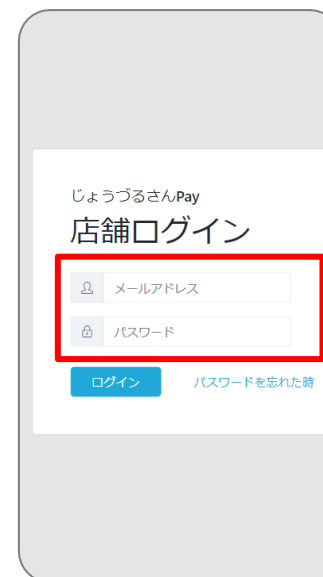 じょうづるさんPay
店舗ログイン
メールアドレス
パスワード
ログイン パスワードを忘れた時